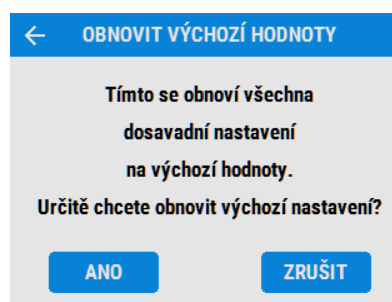 OBNOVIT VÝCHOZÍ HODNOTY
Tímto se obnoví všechna
dosavadní nastavení
na výchozí hodnoty.
Určitě chcete obnovit výchozí nastavení?
ANO ZRUŠIT